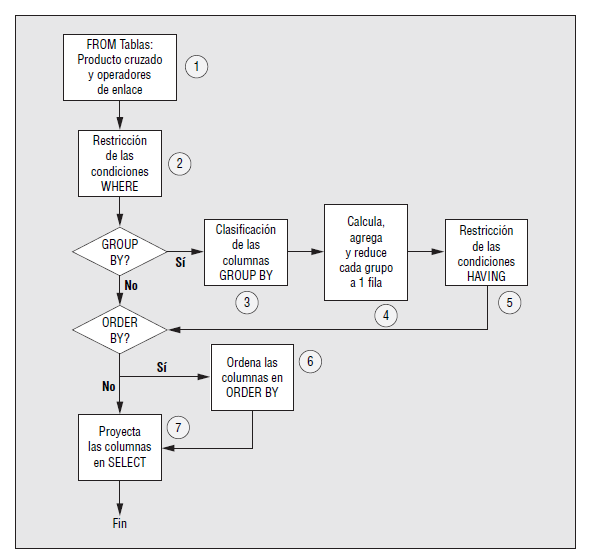 FROM Tablas:
Producto cruzado
y operadores
de enlace
1
Restricción
de las
condiciones
WHERE
2
GROUP
BY?
Sí
No
Clasificación
de las
columnas
GROUP BY
3
Calcula,
agrega
y reduce
cada grupo
a 1 fila
4
Restricción
de las
condiciones
HAVING
5
ORDER
BY?
Sí
No
Ordena las
columnas en
ORDER BY
6
Proyecta
las columnas
en SELECT
7
Fin